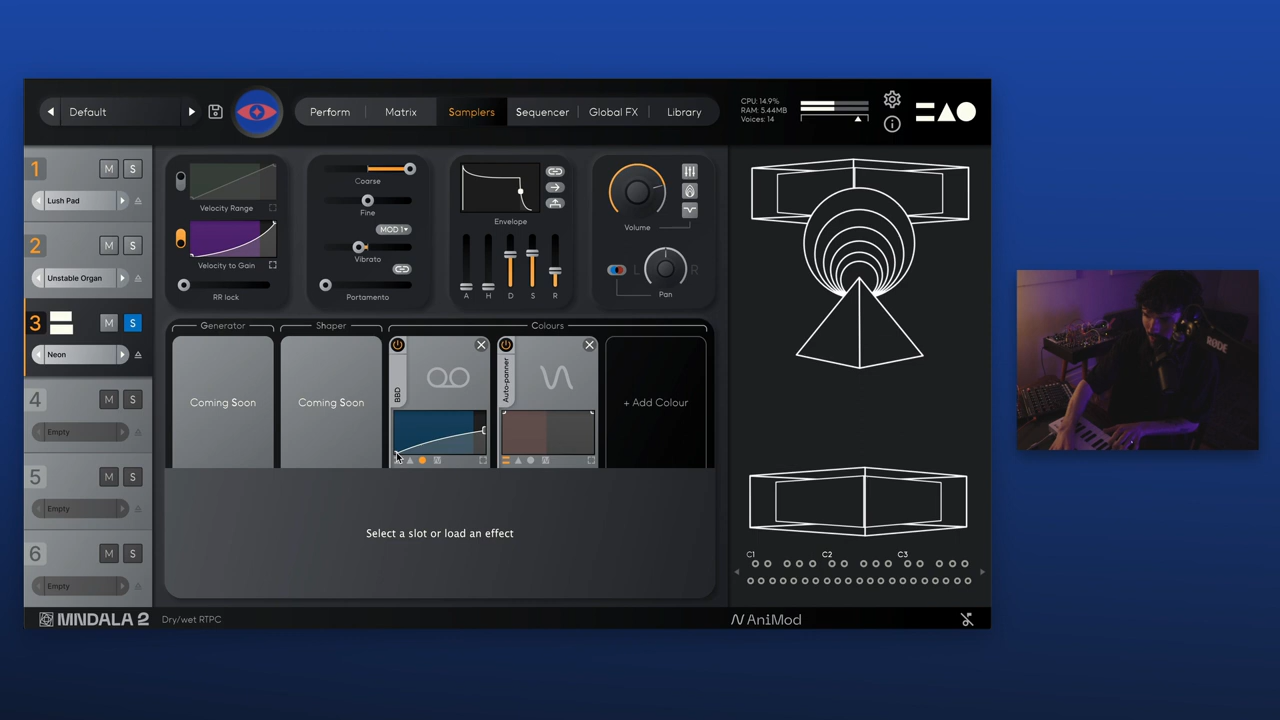 Default
Perform
Matrix
Samplers
Sequencer
Global FX
Library
CPU: 14.9%
RAM: 5.44MB
Voices: 14
1
M
S
Lush Pad
2
M
S
Unstable Organ
3
M
S
Neon
4
M
S
Empty
5
M
S
Empty
6
M
S
Empty
Velocity Range
Velocity to Gain
RR lock
Coarse
Fine
MOD 1
Vibrato
Portamento
Envelope
A H D S R
Volume
L R
Pan
Generator
Shaper
Colours
Coming Soon
Coming Soon
BBD
Auto-panner
+ Add Colour
Select a slot or load an effect
C1 C2 C3
MNDALA 2
Dry/wet RTPC
AniMod
RØDE